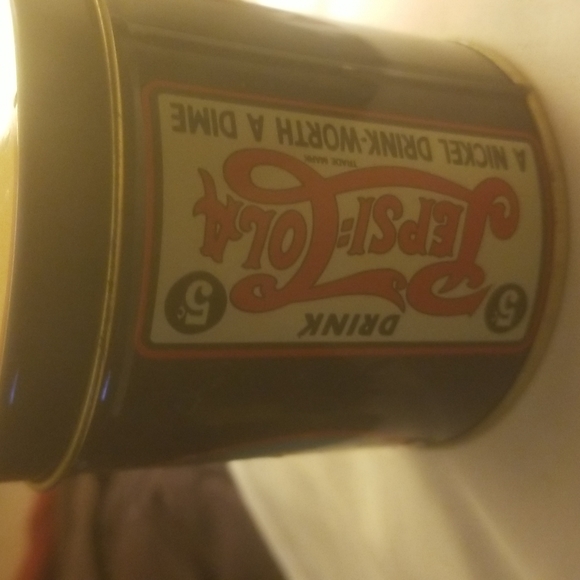 DRINK
5¢ PEPSI=COLA 5¢
TRADE MARK
A NICKEL DRINK-WORTH A DIME